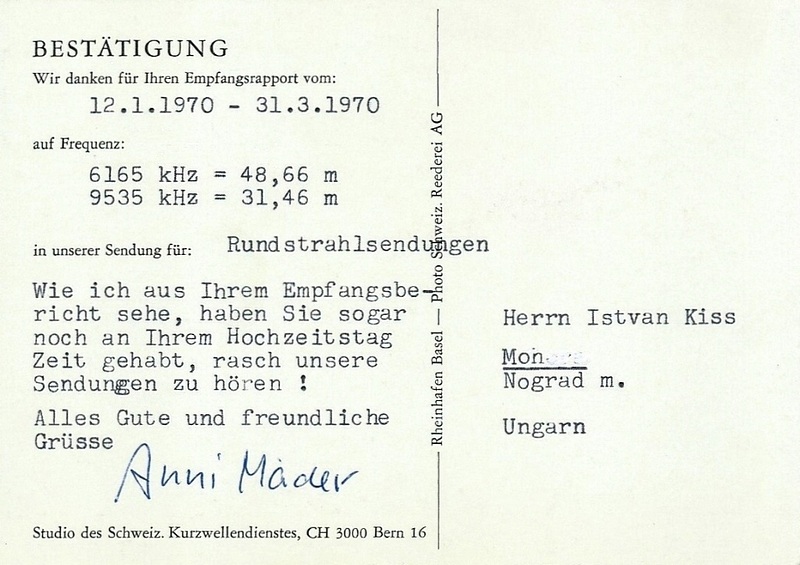 BESTÄTIGUNG
Wir danken für Ihren Empfangsrapport vom:
12.1.1970 - 31.3.1970
auf Frequenz:
6165 kHz = 48,66 m
9535 kHz = 31,46 m
in unserer Sendung für: Rundstrahlsendungen
Wie ich aus Ihrem Empfangsbe-
richt sehe, haben Sie sogar
noch an Ihrem Hochzeitstag
Zeit gehabt, rasch unsere
Sendungen zu hören !
Alles Gute und freundliche
Grüsse
Anni Mäder
Studio des Schweiz. Kurzwellendienstes, CH 3000 Bern 16
Rheinhafen Basel — Photo Schweiz. Reederei AG
Herrn Istvan Kiss
Nograd m.
Ungarn